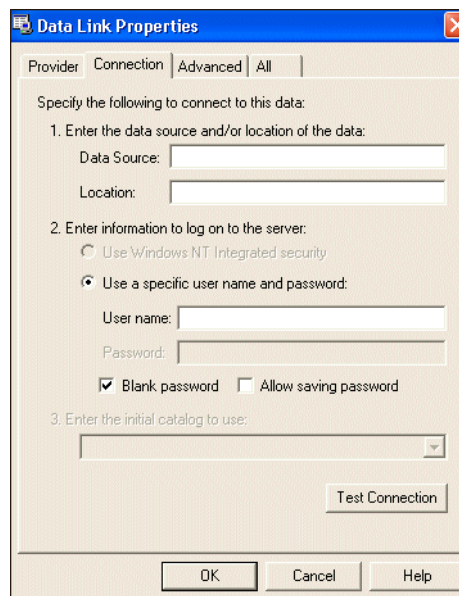 Data Link Properties
Provider Connection Advanced All
Specify the following to connect to this data:
1. Enter the data source and/or location of the data:
Data Source:
Location:
2. Enter information to log on to the server:
Use Windows NT Integrated security
Use a specific user name and password:
User name:
Password:
Blank password Allow saving password
3. Enter the initial catalog to use:
Test Connection
OK Cancel Help